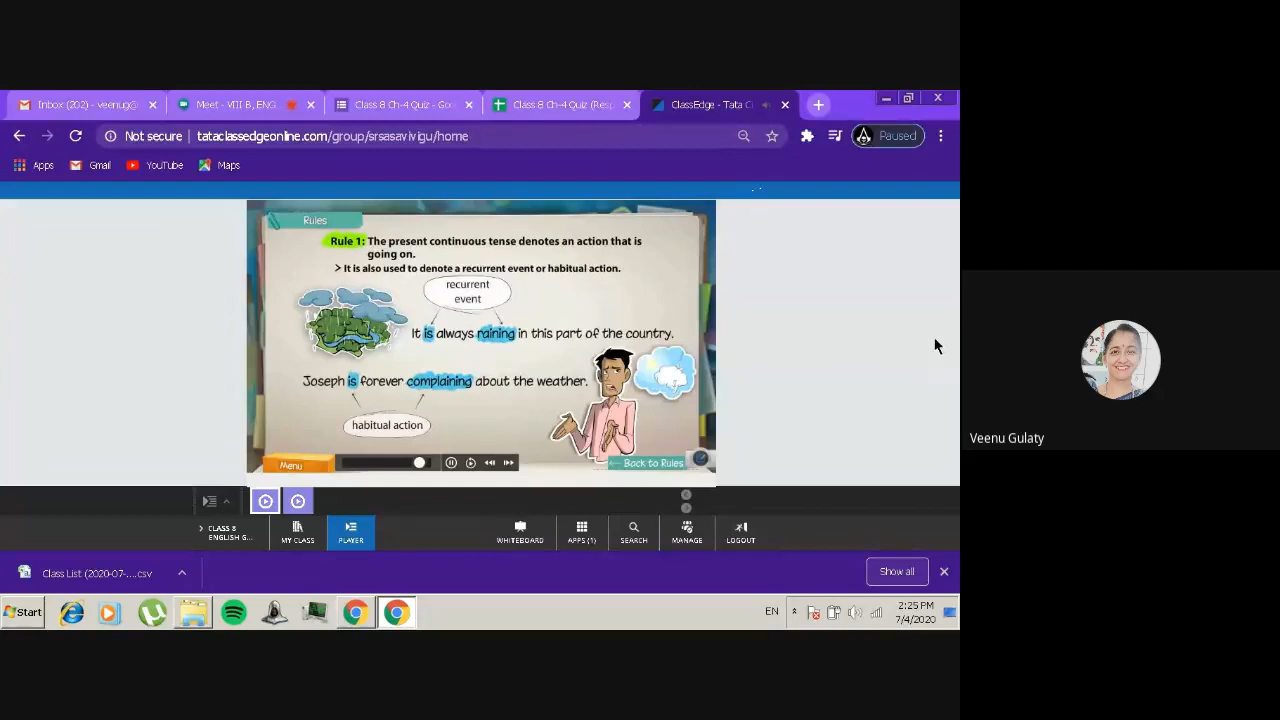 Inbox (202) - veenug@
Meet - VIII B, ENG
Class 8 Ch-4 Quiz - Goo
Class 8 Ch-4 Quiz (Resp
ClassEdge - Tata Cl
Not secure | tataclassedgeonline.com/group/srsasavivigu/home
Paused
Apps Gmail YouTube Maps
Rules
Rule 1: The present continuous tense denotes an action that is
going on.
> It is also used to denote a recurrent event or habitual action.
recurrent
event
It is always raining in this part of the country.
Joseph is forever complaining about the weather.
habitual action
Menu
Back to Rules
Veenu Gulaty
CLASS 8
ENGLISH G...
MY CLASS
PLAYER
WHITEBOARD
APPS (1)
SEARCH
MANAGE
LOGOUT
Class List (2020-07-....csv
Show all
Start
EN
2:25 PM
7/4/2020